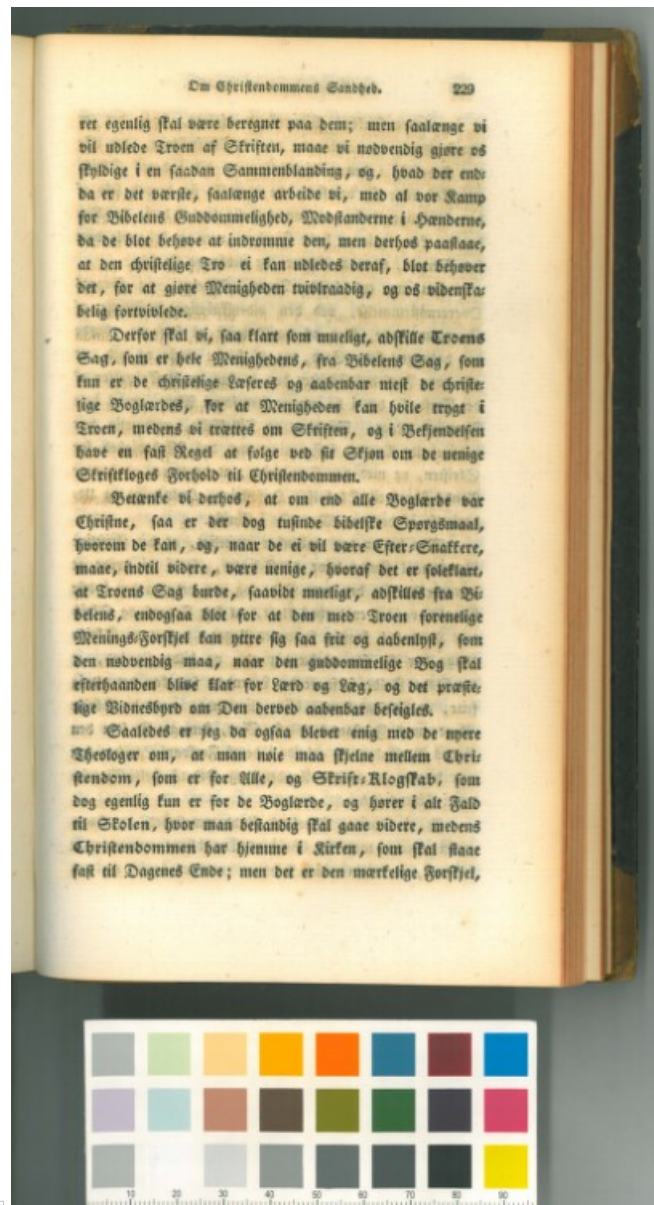 Om Christendommens Sandhed. 229
ret egenlig skal være beregnet paa dem; men saalænge vi
vil udlede Troen af Skriften, maae vi nødvendig gjøre os
skyldige i en saadan Sammenblanding, og, hvad der end:
da er det værste, saalænge arbeide vi, med al vor Kamp
for Bibelens Guddommelighed, Modstanderne i Hænderne,
da de blot behøve at indrømme den, men derhos paastaae,
at den christelige Tro ei kan udledes deraf, blot behøver
det, for at gjøre Menigheden tvivlraadig, og os videnska:
belig fortvivlede.
Derfor skal vi, saa klart som mueligt, adskille Troens
Sag, som er hele Menighedens, fra Bibelens Sag, som
kun er de christelige Læseres og aabenbar mest de christe:
lige Boglærdes, for at Menigheden kan hvile trygt i
Troen, medens vi trættes om Skriften, og i Bekjendelsen
have en fast Regel at følge ved sit Skjøn om de uenige
Skriftkloges Forhold til Christendommen.
Betænke vi derhos, at om end alle Boglærde var
Christne, saa er der dog tusinde bibelske Spørgsmaal,
hvorom de kan, og, naar de ei vil være Efter:Snakkere,
maae, indtil videre, være uenige, hvoraf det er soleklart,
at Troens Sag burde, saavidt mueligt, adskilles fra Bi:
belens, endogsaa blot for at den med Troen forenelige
Menings:Forskjel kan yttre sig saa frit og aabenlyst, som
den nødvendig maa, naar den guddommelige Bog skal
efterhaanden blive klar for Lærd og Læg, og det præste:
lige Vidnesbyrd om Den derved aabenbar beseigles.
Saaledes er jeg da ogsaa blevet enig med de nyere
Theologer om, at man nøie maa skjelne mellem Chri:
stendom, som er for Alle, og Skrift:Klogskab, som
dog egenlig kun er for de Boglærde, og hører i alt Fald
til Skolen, hvor man bestandig skal gaae videre, medens
Christendommen har hjemme i Kirken, som skal staae
fast til Dagenes Ende; men det er den mærkelige Forskjel,
10 20 30 40 50 60 70 80 90